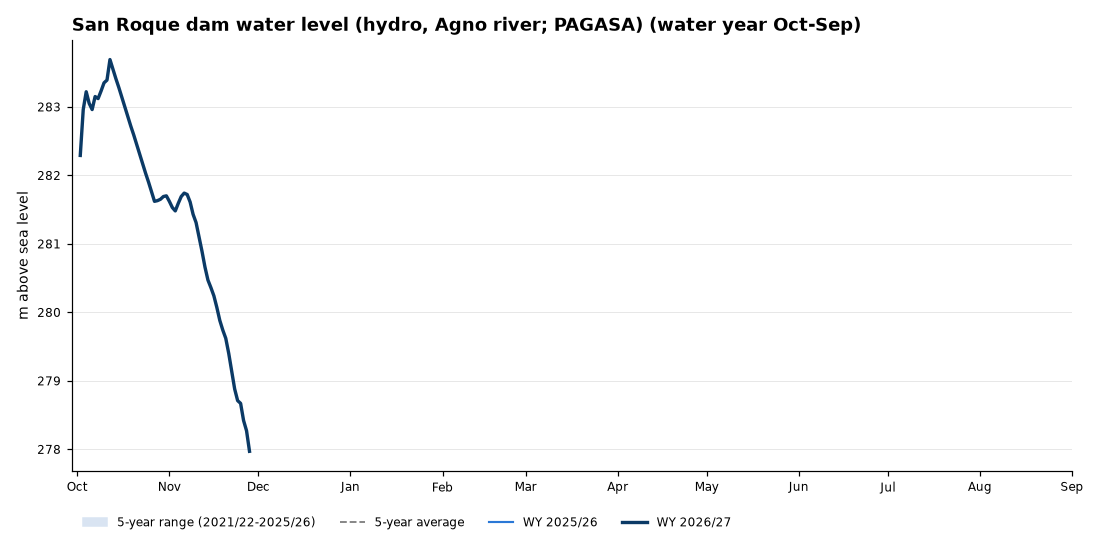 San Roque dam water level (hydro, Agno river; PAGASA) (water year Oct-Sep)
m above sea level
283
282
281
280
279
278
Oct Nov Dec Jan Feb Mar Apr May Jun Jul Aug Sep
5-year range (2021/22-2025/26) 5-year average WY 2025/26 WY 2026/27